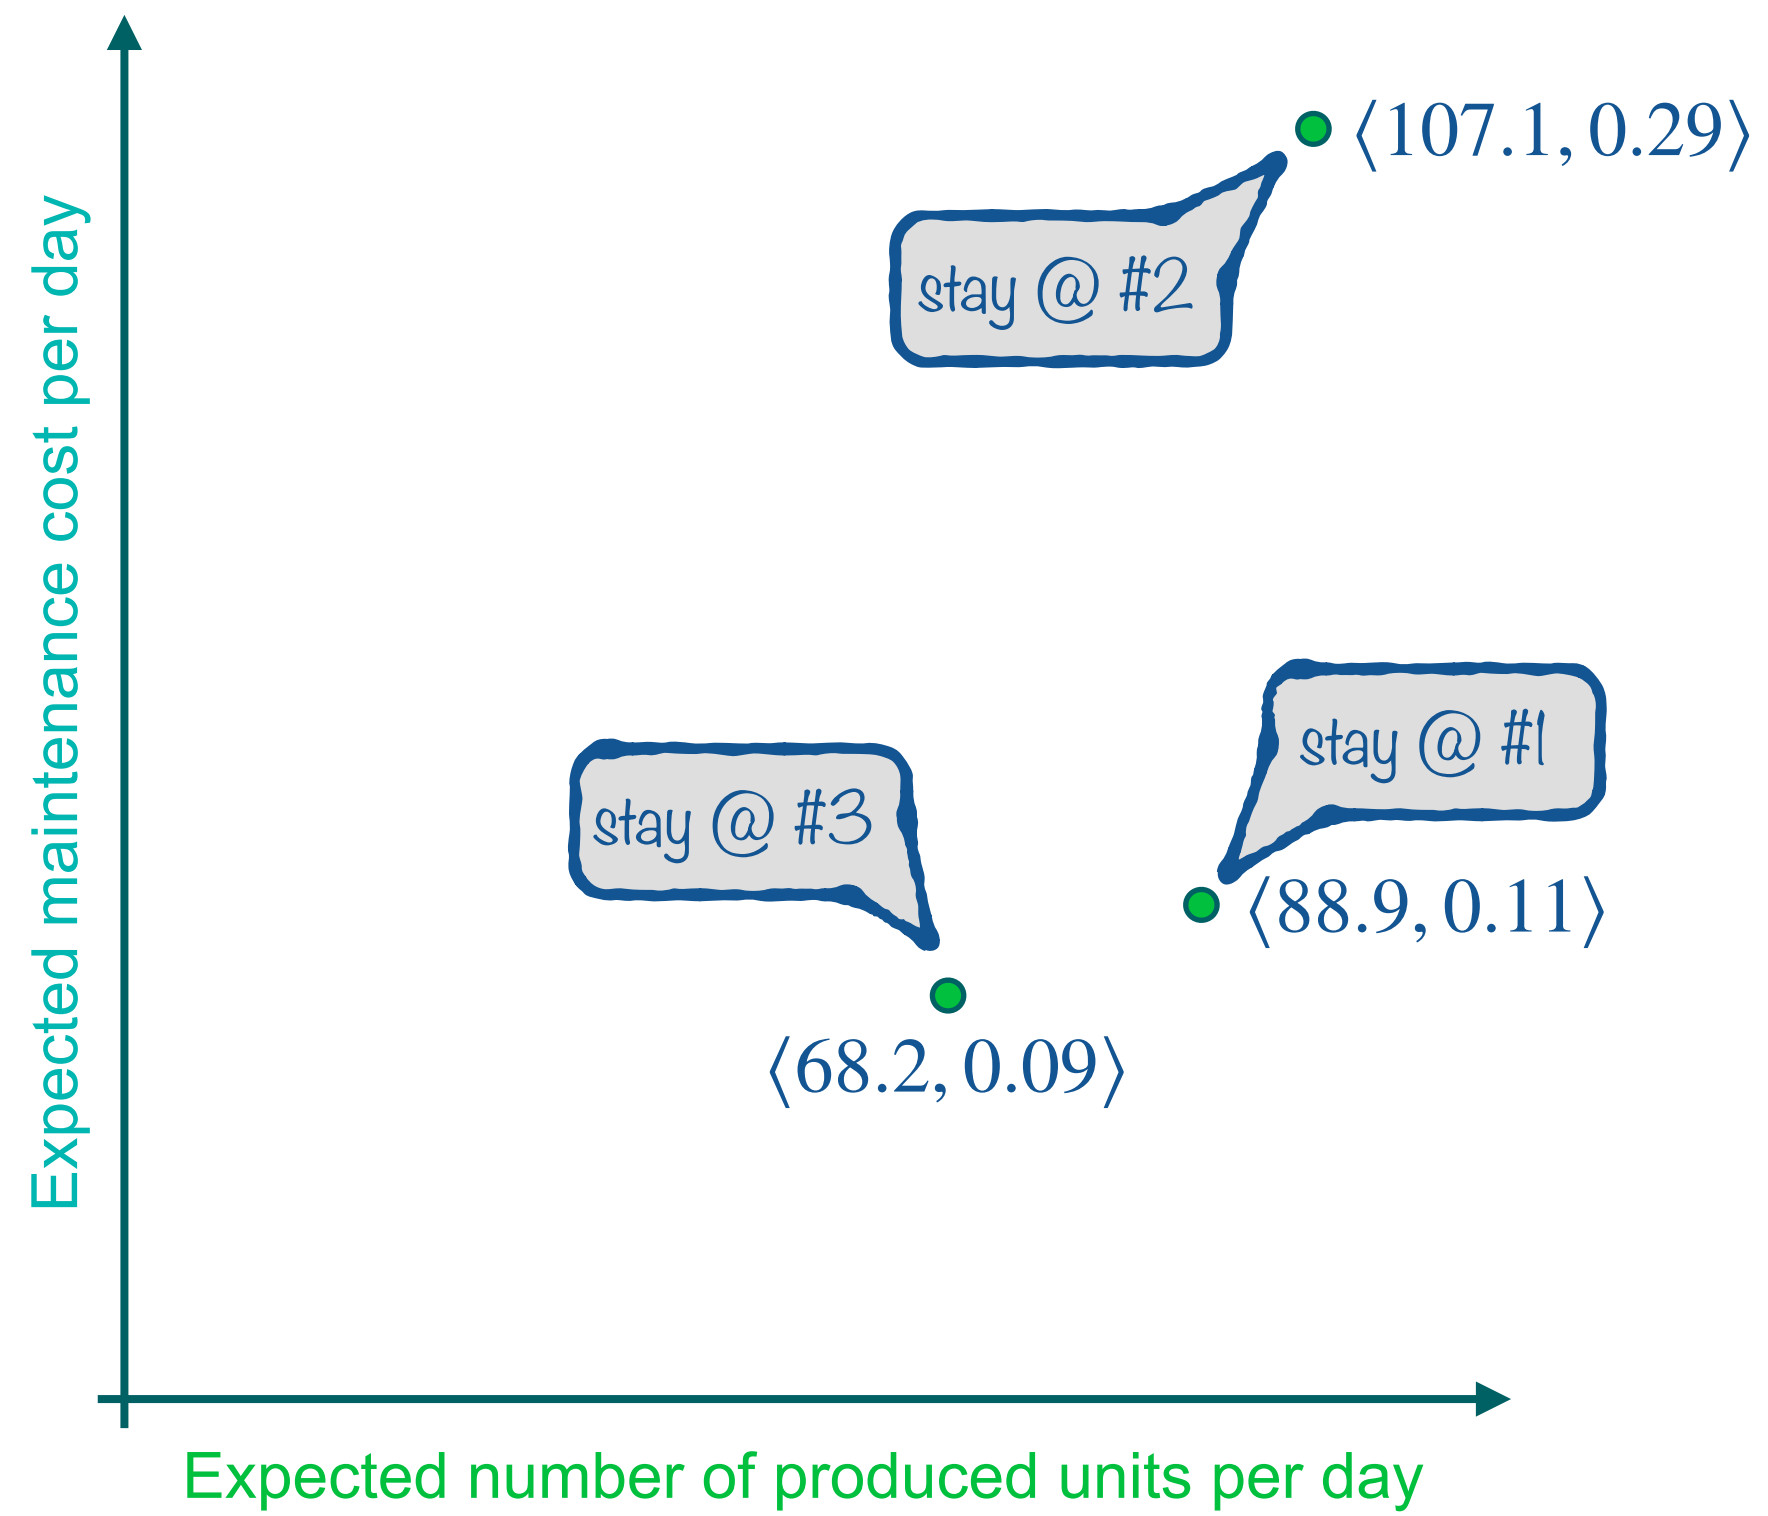 Expected maintenance cost per day
⟨107.1, 0.29⟩
stay @ #2
stay @ #1
stay @ #3
⟨88.9, 0.11⟩
⟨68.2, 0.09⟩
Expected number of produced units per day